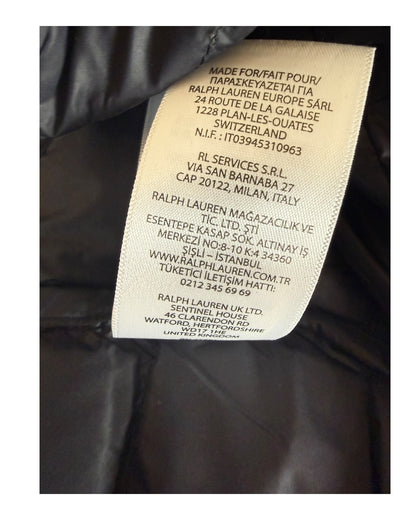 MADE FOR/FAIT POUR/
ΠΑΡΑΣΚΕΥΑΖΕΤΑΙ ΓΙΑ
RALPH LAUREN EUROPE SÀRL
24 ROUTE DE LA GALAISE
1228 PLAN-LES-OUATES
SWITZERLAND
N.I.F. : IT03945310963
RL SERVICES S.R.L.
VIA SAN BARNABA 27
CAP 20122, MILAN, ITALY
RALPH LAUREN MAĞAZACILIK VE
TİC. LTD. ŞTİ
ESENTEPE KASAP SOK. ALTINAY İŞ
MERKEZİ NO:8-10 K:4 34360
ŞİŞLİ – İSTANBUL
WWW.RALPHLAUREN.COM.TR
TÜKETİCİ İLETİŞİM HATTI:
0212 345 69 69
RALPH LAUREN UK LTD.
SENTINEL HOUSE
46 CLARENDON RD
WATFORD, HERTFORDSHIRE
WD17 1HE
UNITED KINGDOM